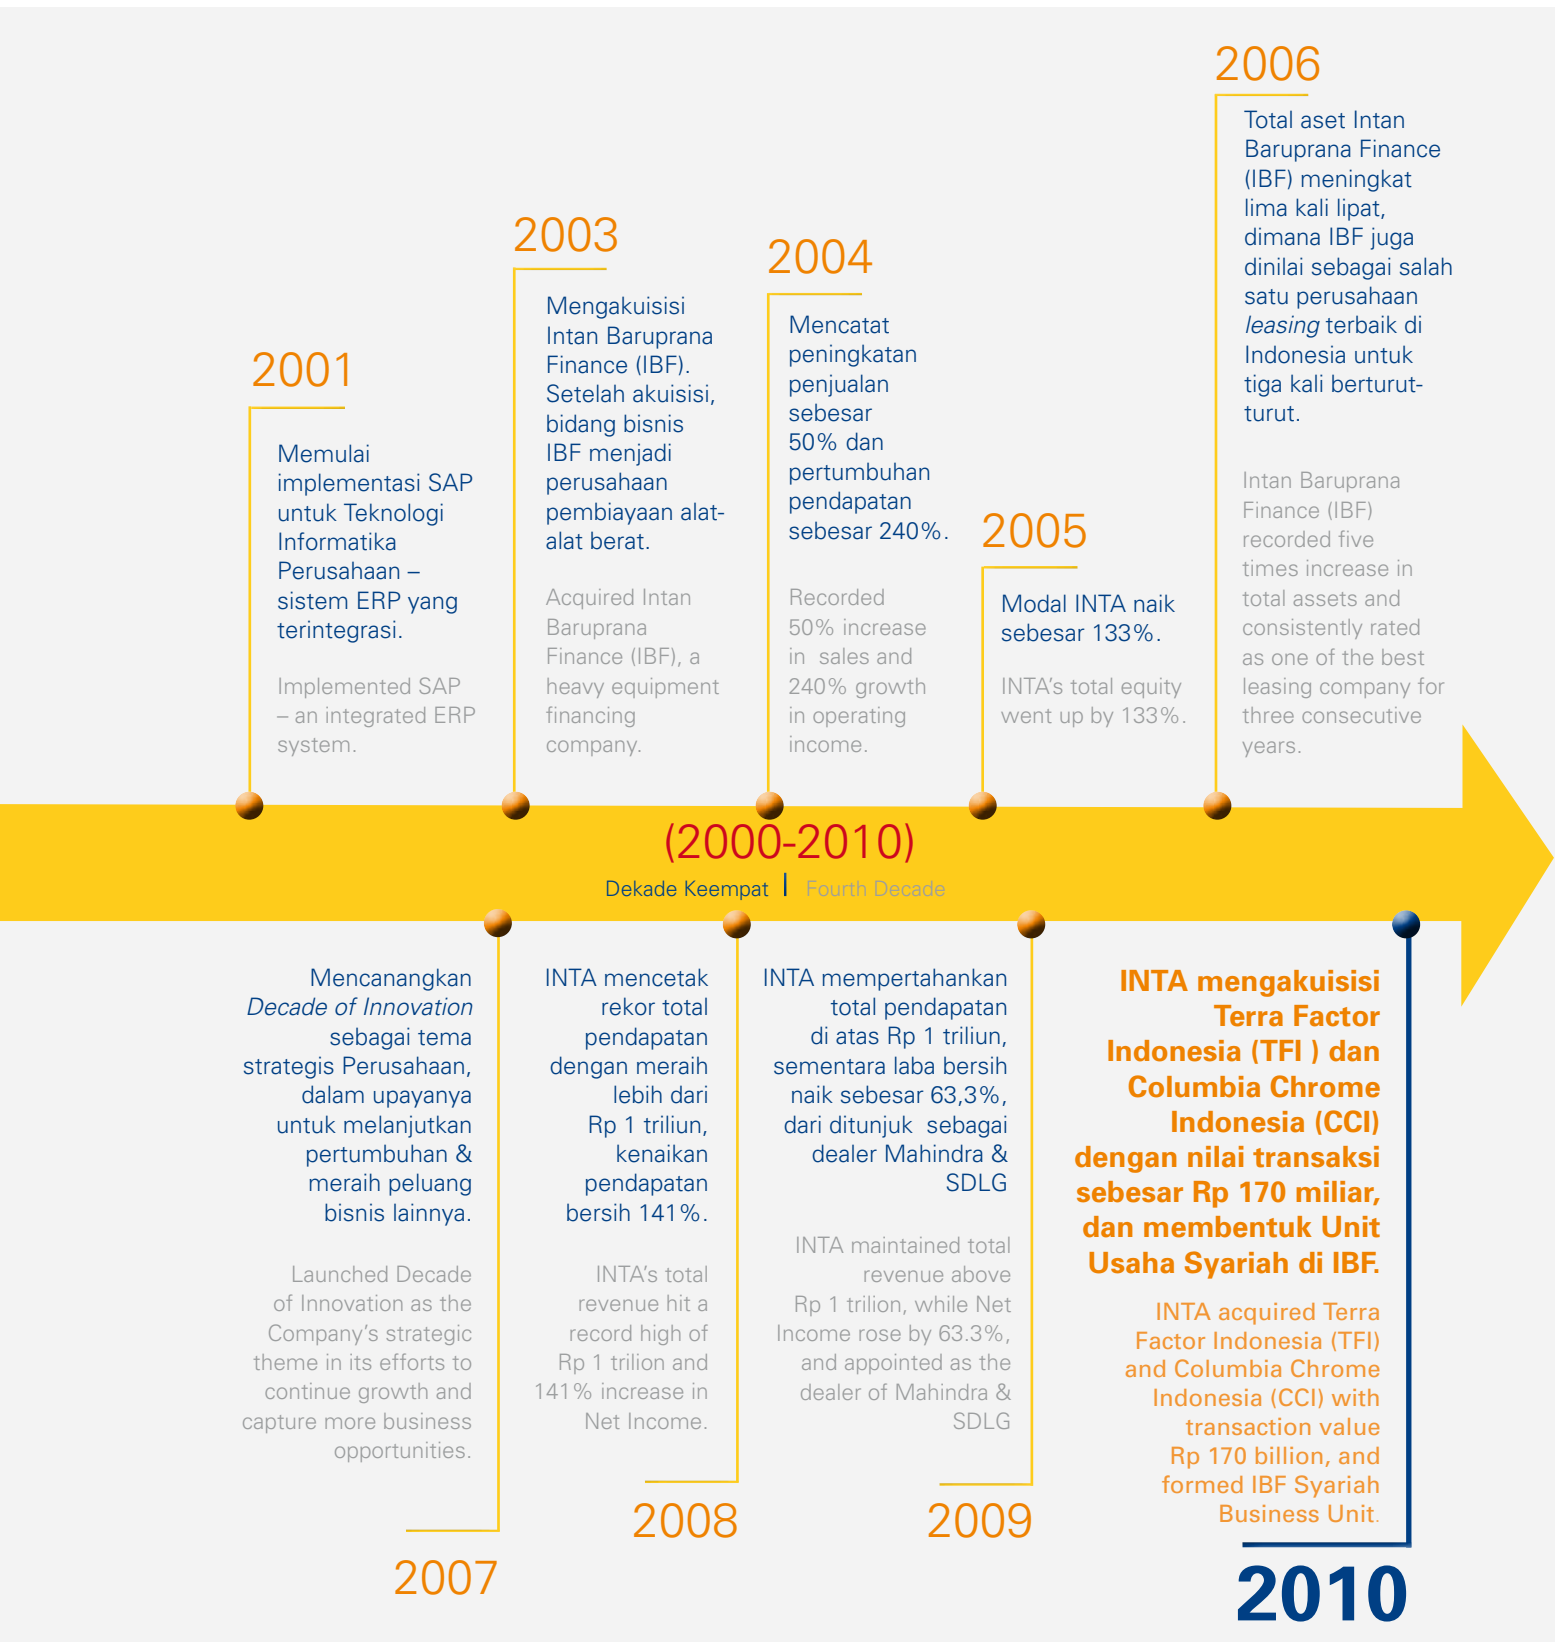 2001
Memulai
implementasi SAP
untuk Teknologi
Informatika
Perusahaan –
sistem ERP yang
terintegrasi.
Implemented SAP
– an integrated ERP
system.
2003
Mengakuisisi
Intan Baruprana
Finance (IBF).
Setelah akuisisi,
bidang bisnis
IBF menjadi
perusahaan
pembiayaan alat-
alat berat.
Acquired Intan
Baruprana
Finance (IBF), a
heavy equipment
financing
company.
2004
Mencatat
peningkatan
penjualan
sebesar
50% dan
pertumbuhan
pendapatan
sebesar 240%.
Recorded
50% increase
in sales and
240% growth
in operating
income.
2005
Modal INTA naik
sebesar 133%.
INTA’s total equity
went up by 133%.
2006
Total aset Intan
Baruprana Finance
(IBF) meningkat
lima kali lipat,
dimana IBF juga
dinilai sebagai salah
satu perusahaan
leasing terbaik di
Indonesia untuk
tiga kali berturut-
turut.
Intan Baruprana
Finance (IBF)
recorded five
times increase in
total assets and
consistently rated
as one of the best
leasing company for
three consecutive
years.
(2000-2010)
Dekade Keempat | Fourth Decade
Mencanangkan
Decade of Innovation
sebagai tema
strategis Perusahaan,
dalam upayanya
untuk melanjutkan
pertumbuhan &
meraih peluang
bisnis lainnya.
Launched Decade
of Innovation as the
Company’s strategic
theme in its efforts to
continue growth and
capture more business
opportunities.
2007
INTA mencetak
rekor total
pendapatan
dengan meraih
lebih dari
Rp 1 triliun,
kenaikan
pendapatan
bersih 141%.
INTA’s total
revenue hit a
record high of
Rp 1 trilion and
141% increase in
Net Income.
2008
INTA mempertahankan
total pendapatan
di atas Rp 1 triliun,
sementara laba bersih
naik sebesar 63,3%,
dari ditunjuk sebagai
dealer Mahindra &
SDLG
INTA maintained total
revenue above
Rp 1 trilion, while Net
Income rose by 63.3%,
and appointed as the
dealer of Mahindra &
SDLG
2009
INTA mengakuisisi
Terra Factor
Indonesia (TFI ) dan
Columbia Chrome
Indonesia (CCI)
dengan nilai transaksi
sebesar Rp 170 miliar,
dan membentuk Unit
Usaha Syariah di IBF.
INTA acquired Terra
Factor Indonesia (TFI)
and Columbia Chrome
Indonesia (CCI) with
transaction value
Rp 170 billion, and
formed IBF Syariah
Business Unit.
2010